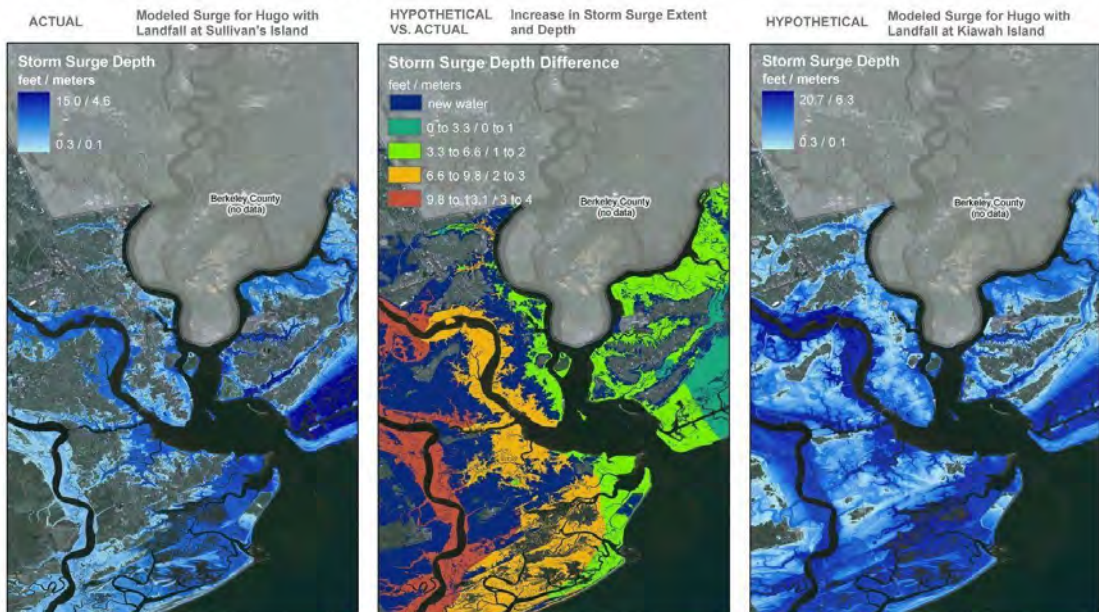 ACTUAL
Modeled Surge for Hugo with
Landfall at Sullivan's Island
Storm Surge Depth
feet / meters
15.0 / 4.6
0.3 / 0.1
Berkeley County
(no data)
HYPOTHETICAL
VS. ACTUAL
Increase in Storm Surge Extent
and Depth
Storm Surge Depth Difference
feet / meters
new water
0 to 3.3 / 0 to 1
3.3 to 6.6 / 1 to 2
6.6 to 9.8 / 2 to 3
9.8 to 13.1 / 3 to 4
Berkeley County
(no data)
HYPOTHETICAL
Modeled Surge for Hugo with
Landfall at Kiawah Island
Storm Surge Depth
feet / meters
20.7 / 6.3
0.3 / 0.1
Berkeley County
(no data)